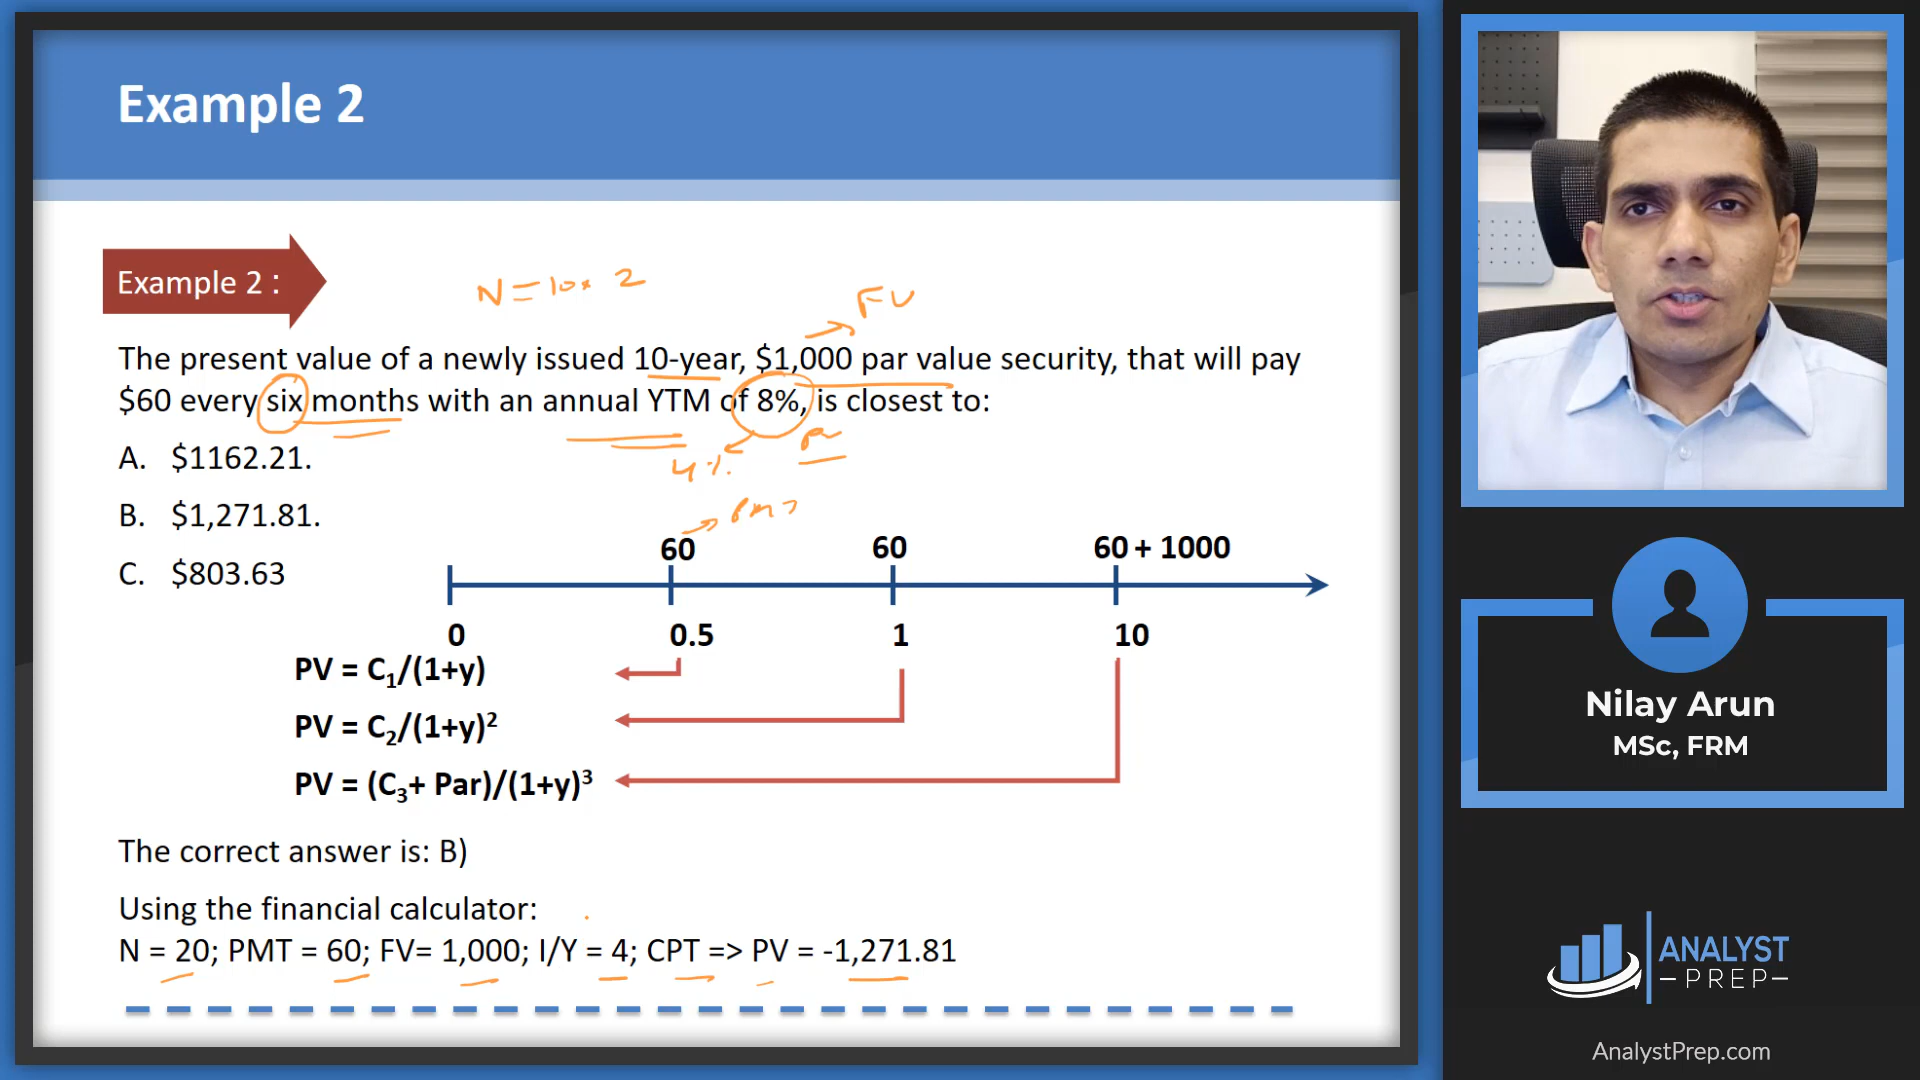 Example 2
Example 2 :
N = 10 × 2
FV
The present value of a newly issued 10-year, $1,000 par value security, that will pay
$60 every six months with an annual YTM of 8%, is closest to:
A. $1162.21.
4%
B. $1,271.81.
C. $803.63
60 60 60 + 1000
0 0.5 1 10
PV = C₁/(1+y)
PV = C₂/(1+y)²
PV = (C₃+ Par)/(1+y)³
The correct answer is: B)
Using the financial calculator:
N = 20; PMT = 60; FV= 1,000; I/Y = 4; CPT => PV = -1,271.81
Nilay Arun
MSc, FRM
ANALYST
PREP
AnalystPrep.com